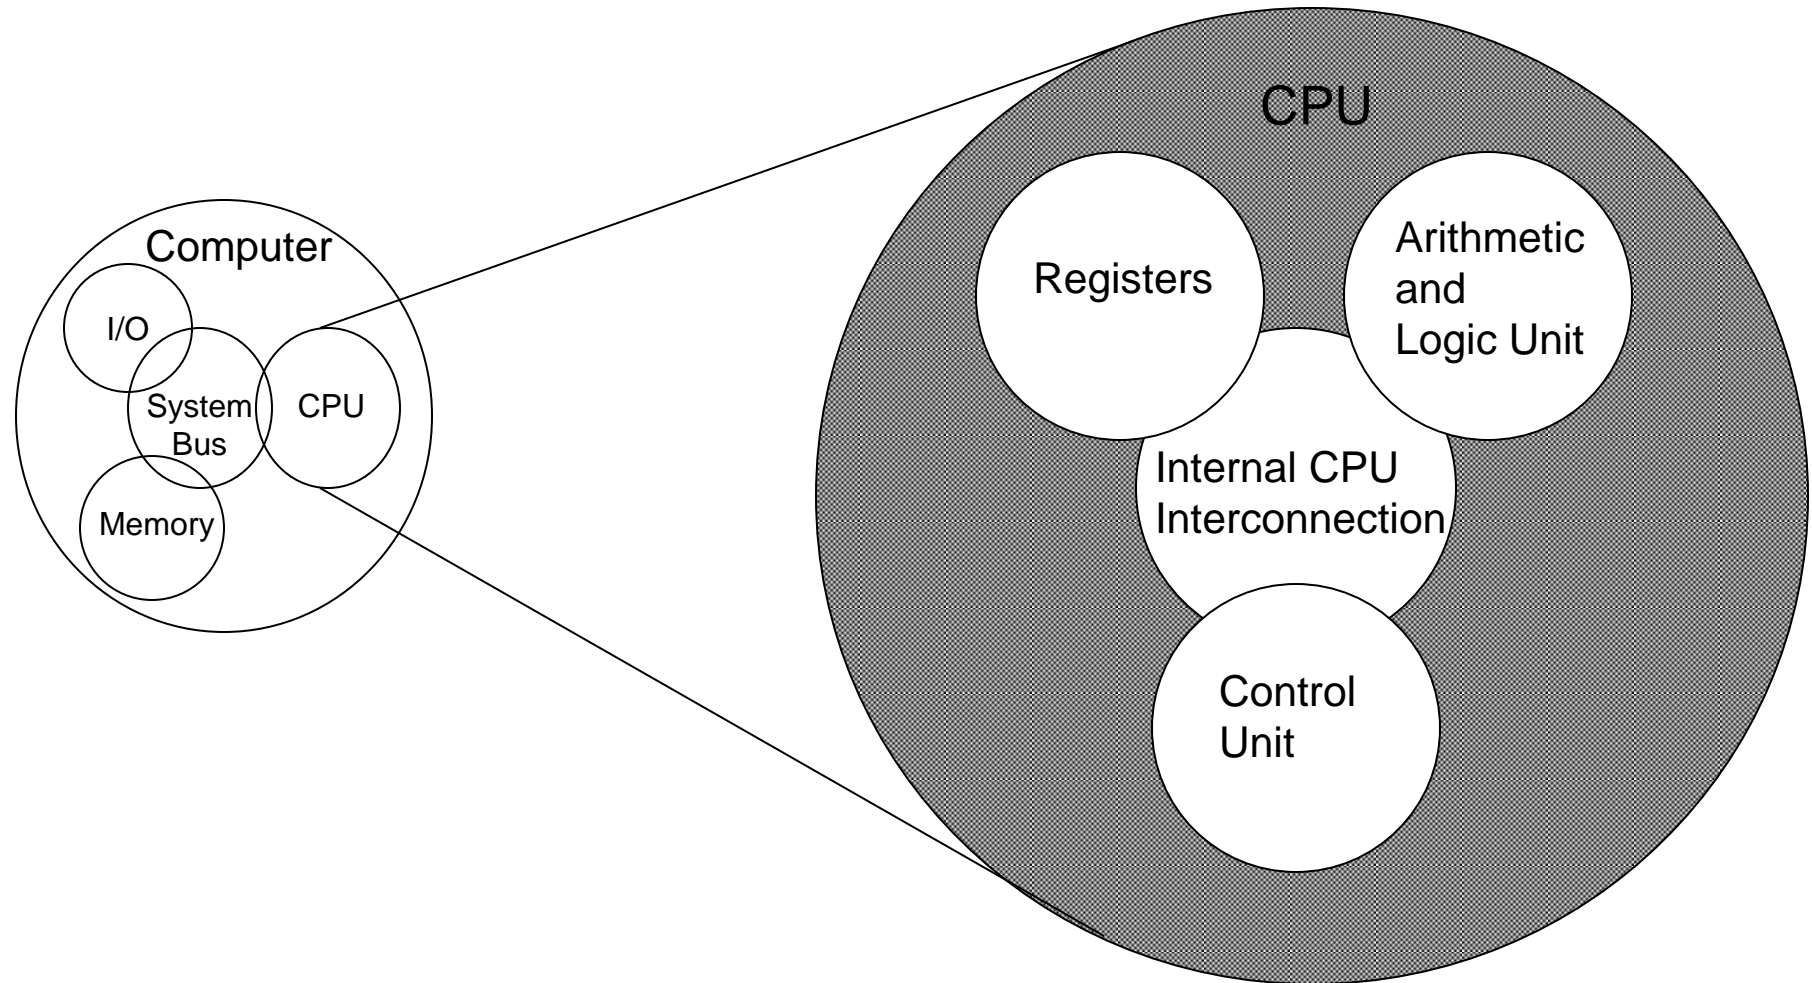 Computer
I/O
System
Bus
CPU
Memory
CPU
Registers
Arithmetic
and
Logic Unit
Internal CPU
Interconnection
Control
Unit